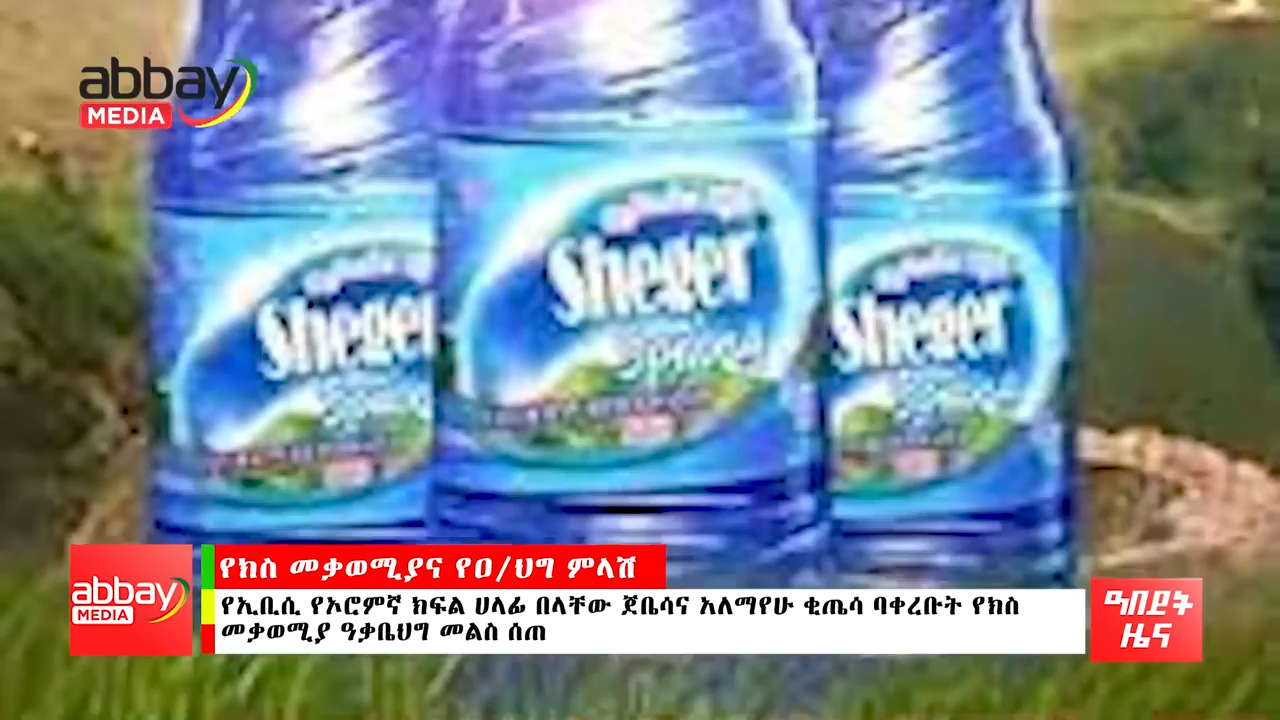 abbay
MEDIA
Sheger
Sheger
Sheger
Spring
የክስ መቃወሚያና የዐ/ህግ ምላሽ
abbay
MEDIA
የኢቢሲ የኦሮምኛ ክፍል ሀላፊ በላቸው ጀቤሳና አለማየሁ ቂጤሳ ባቀረቡት የክስ
መቃወሚያ ዓቃቤህግ መልስ ሰጠ
ዓበይት
ዜና